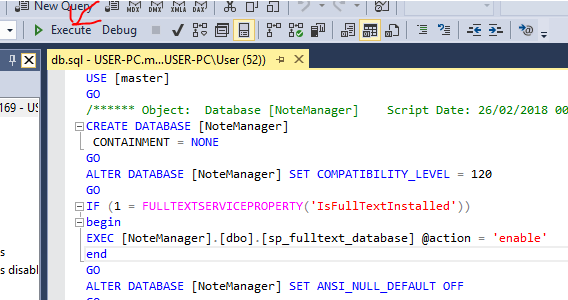 New Query
MDX DMX XMLA DAX
Execute Debug
db.sql - USER-PC.m...USER-PC\User (52))
169 - US
USE [master]
GO
/****** Object:  Database [NoteManager]    Script Date: 26/02/2018 00
CREATE DATABASE [NoteManager]
CONTAINMENT = NONE
GO
ALTER DATABASE [NoteManager] SET COMPATIBILITY_LEVEL = 120
GO
IF (1 = FULLTEXTSERVICEPROPERTY('IsFullTextInstalled'))
begin
EXEC [NoteManager].[dbo].[sp_fulltext_database] @action = 'enable'
end
s disabl
GO
ALTER DATABASE [NoteManager] SET ANSI_NULL_DEFAULT OFF